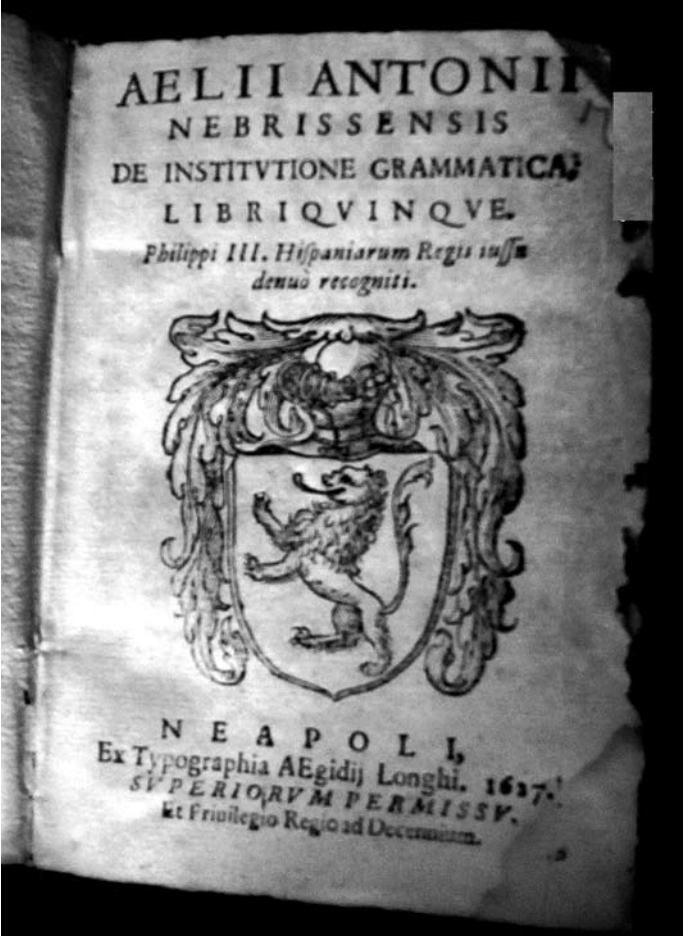 AELII ANTONII
NEBRISSENSIS
DE INSTITVTIONE GRAMMATICA,
LIBRI QVINQVE.
Philippi III. Hiſpaniarum Regis iuſſu
denuò recogniti.
NEAPOLI,
Ex Typographia AEgidij Longhi. 1627.
SVPERIORVM PERMISSV.
Et Priuilegio Regio ad Decennium.